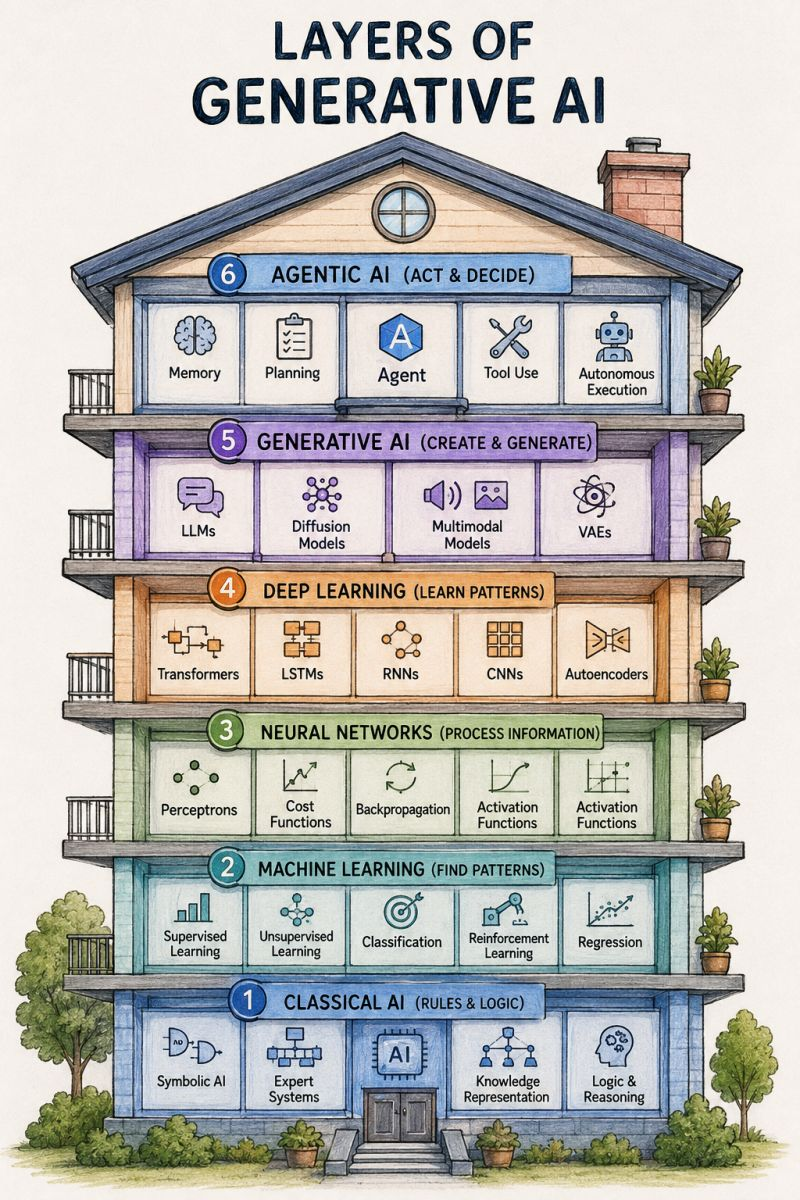 LAYERS OF
GENERATIVE AI
6 AGENTIC AI (ACT & DECIDE)
Memory
Planning
A
Agent
Tool Use
Autonomous
Execution
5 GENERATIVE AI (CREATE & GENERATE)
LLMs
Diffusion
Models
Multimodal
Models
VAEs
4 DEEP LEARNING (LEARN PATTERNS)
Transformers
LSTMs
RNNs
CNNs
Autoencoders
3 NEURAL NETWORKS (PROCESS INFORMATION)
Perceptrons
Cost
Functions
Backpropagation
Activation
Functions
Activation
Functions
2 MACHINE LEARNING (FIND PATTERNS)
Supervised
Learning
Unsupervised
Learning
Classification
Reinforcement
Learning
Regression
1 CLASSICAL AI (RULES & LOGIC)
Symbolic AI
Expert
Systems
AI
Knowledge
Representation
Logic &
Reasoning